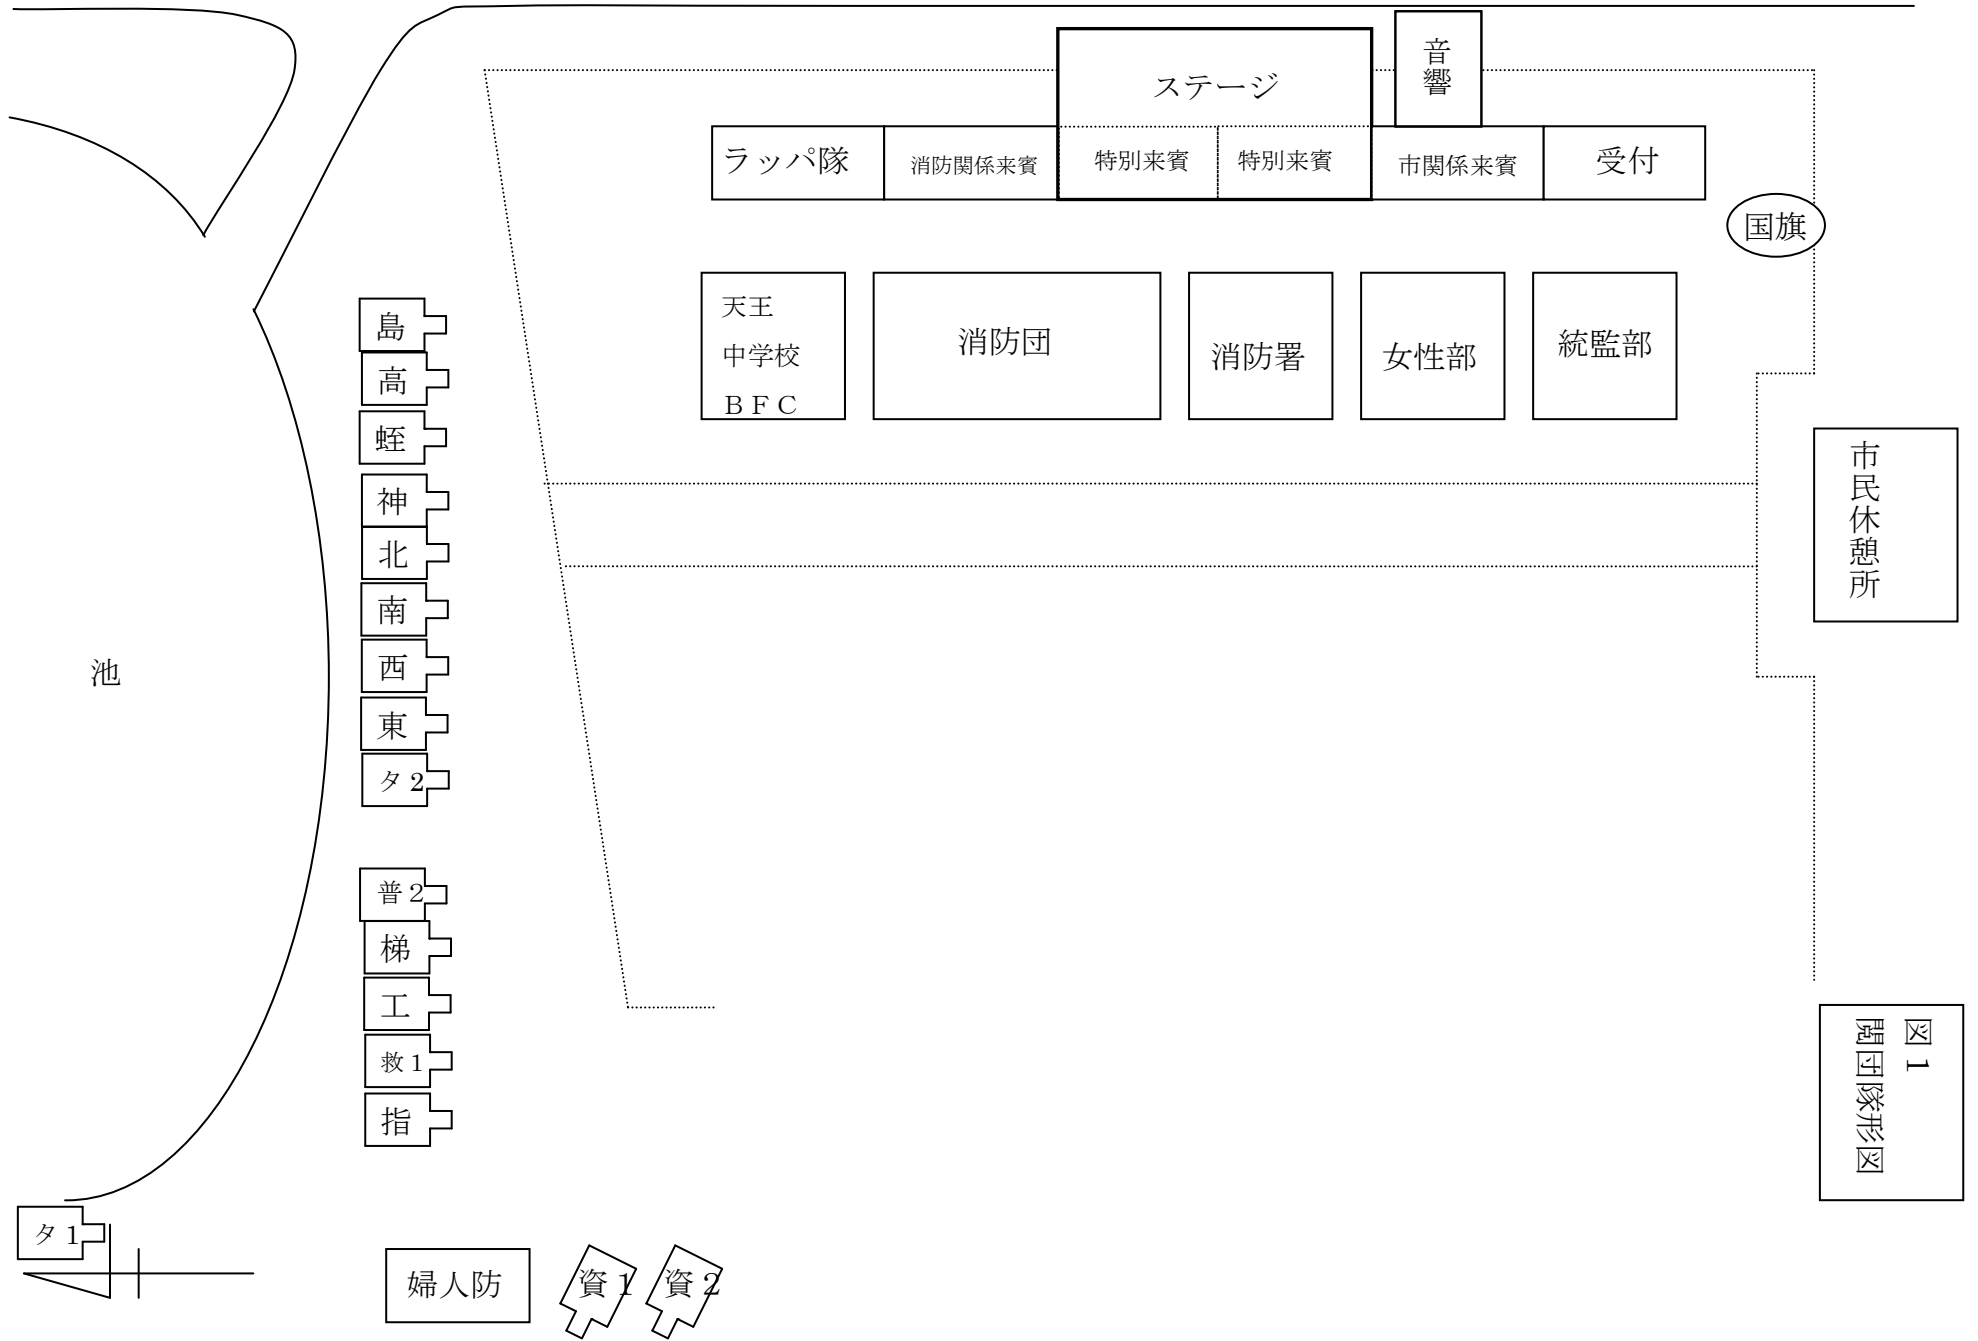 音響
ステージ
ラッパ隊
消防関係来賓
特別来賓
特別来賓
市関係来賓
受付
国旗
天王
中学校
ＢＦＣ
消防団
消防署
女性部
統監部
島
高
蛭
神
北
南
西
東
タ2
市民休憩所
池
普２
梯
工
救１
指
図１
閲団隊形図
タ１
婦人防
資１
資２